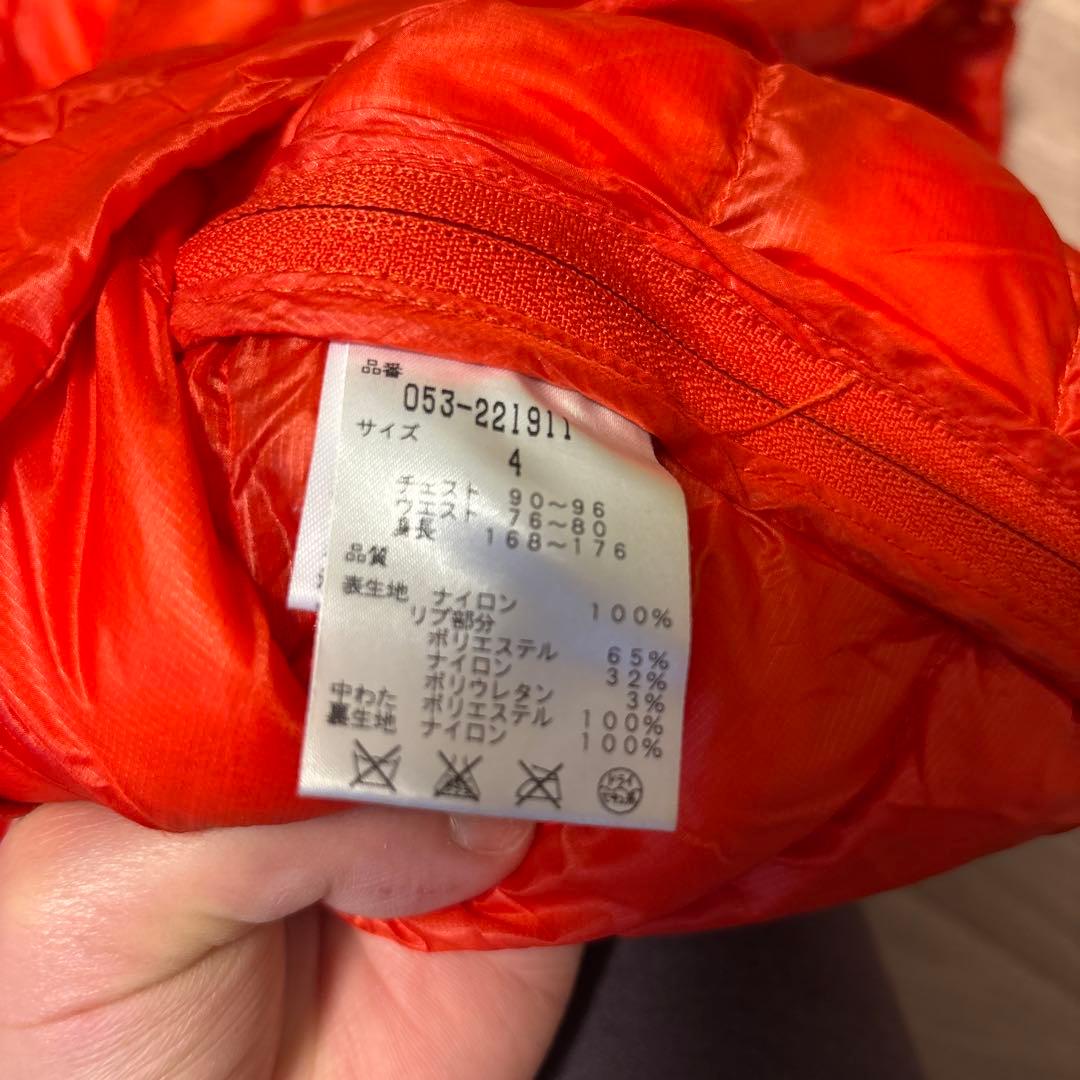 品番
053-221911
サイズ
4
チェスト 90～96
ウエスト 76～80
身長 168～176
品質
表生地 ナイロン 100%
リブ部分
ポリエステル 65%
ナイロン 32%
ポリウレタン 3%
中わた ポリエステル 100%
裏生地 ナイロン 100%
ドライ